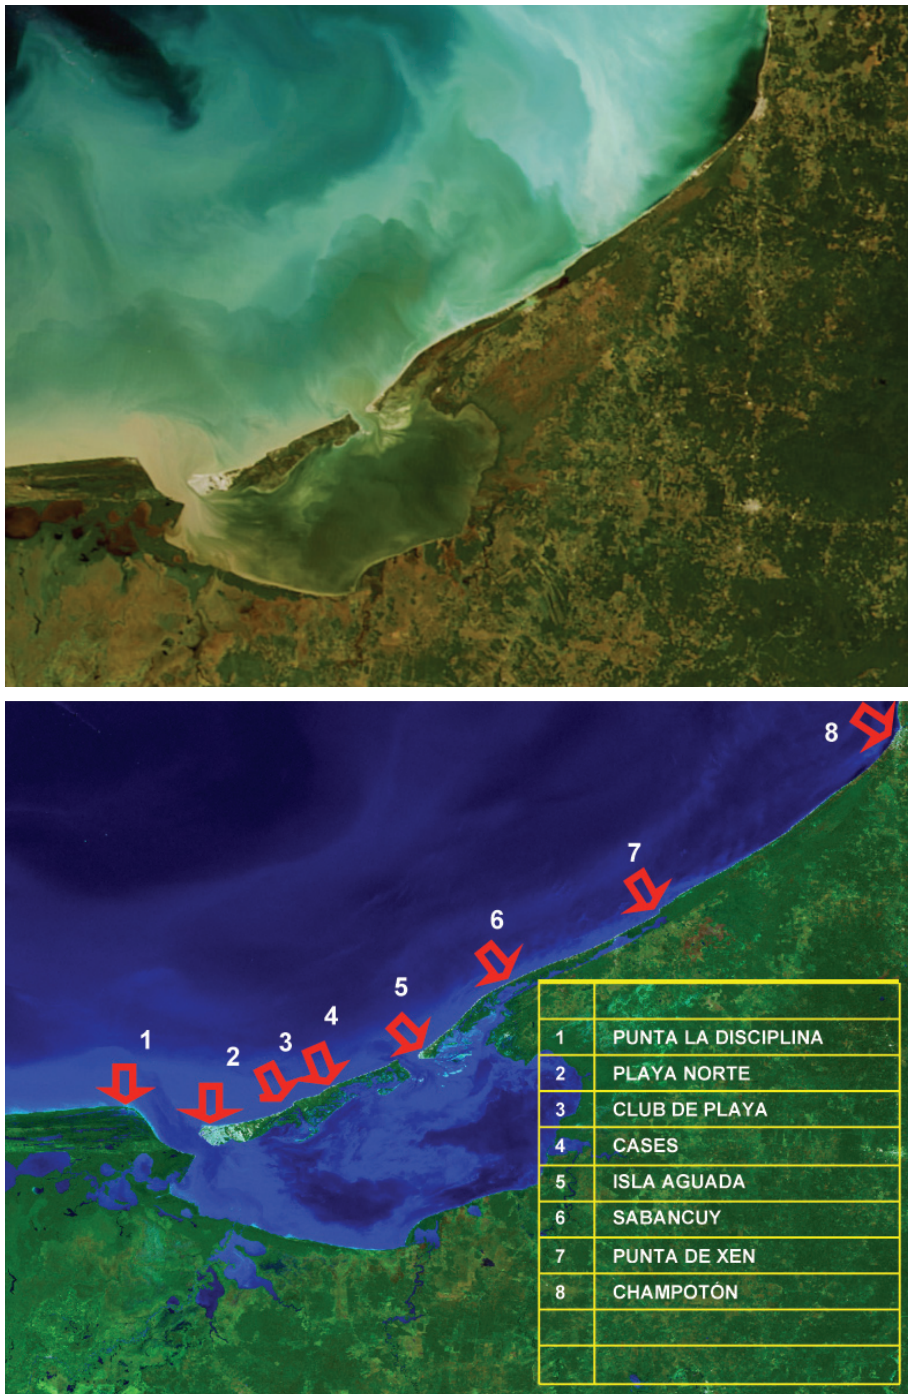 8
7
6
5
4
3
2
1
1 PUNTA LA DISCIPLINA
2 PLAYA NORTE
3 CLUB DE PLAYA
4 CASES
5 ISLA AGUADA
6 SABANCUY
7 PUNTA DE XEN
8 CHAMPOTÓN